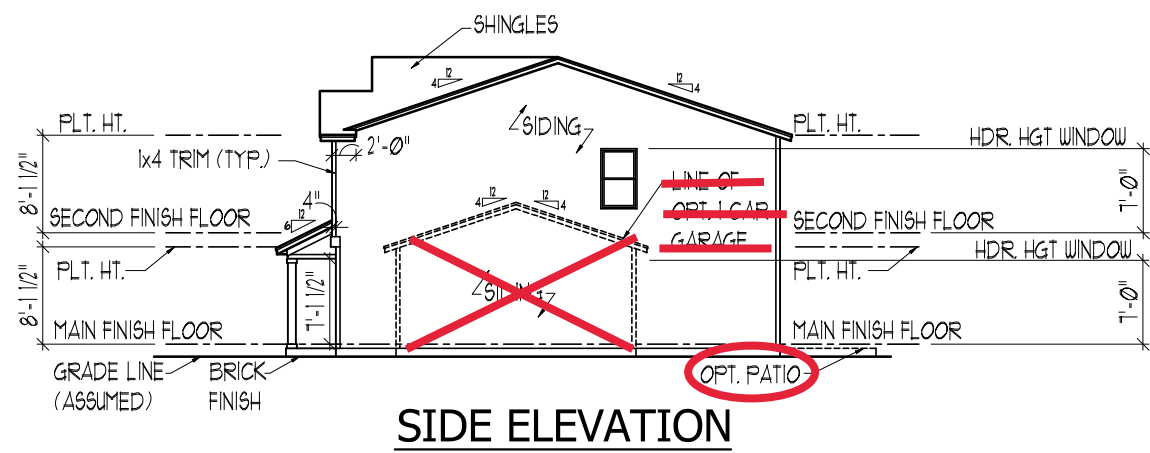 SHINGLES
12
4
12
4
PLT. HT.
SIDING
PLT. HT.
2'-0"
HDR. HGT WINDOW
1x4 TRIM (TYP.)
8'-1 1/2"
LINE OF
7'-0"
12
6
4"
12
4
12
4
OPT. 1 CAR
SECOND FINISH FLOOR
SECOND FINISH FLOOR
GARAGE
HDR. HGT WINDOW
PLT. HT.
PLT. HT.
8'-1 1/2"
7'-1 1/2"
SIDING
7'-0"
MAIN FINISH FLOOR
MAIN FINISH FLOOR
GRADE LINE
(ASSUMED)
BRICK
FINISH
OPT. PATIO
SIDE ELEVATION